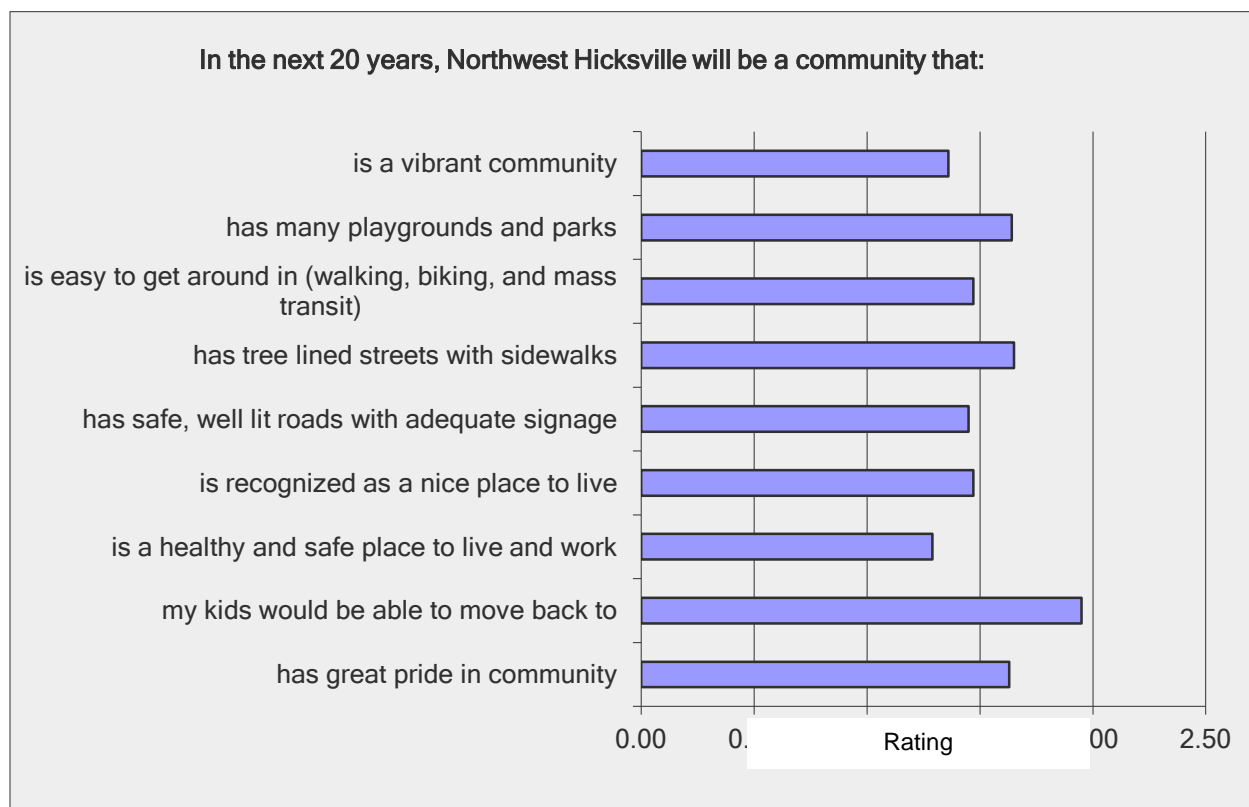 In the next 20 years, Northwest Hicksville will be a community that:
is a vibrant community
has many playgrounds and parks
is easy to get around in (walking, biking, and mass
transit)
has tree lined streets with sidewalks
has safe, well lit roads with adequate signage
is recognized as a nice place to live
is a healthy and safe place to live and work
my kids would be able to move back to
has great pride in community
0.00 2.50
Rating